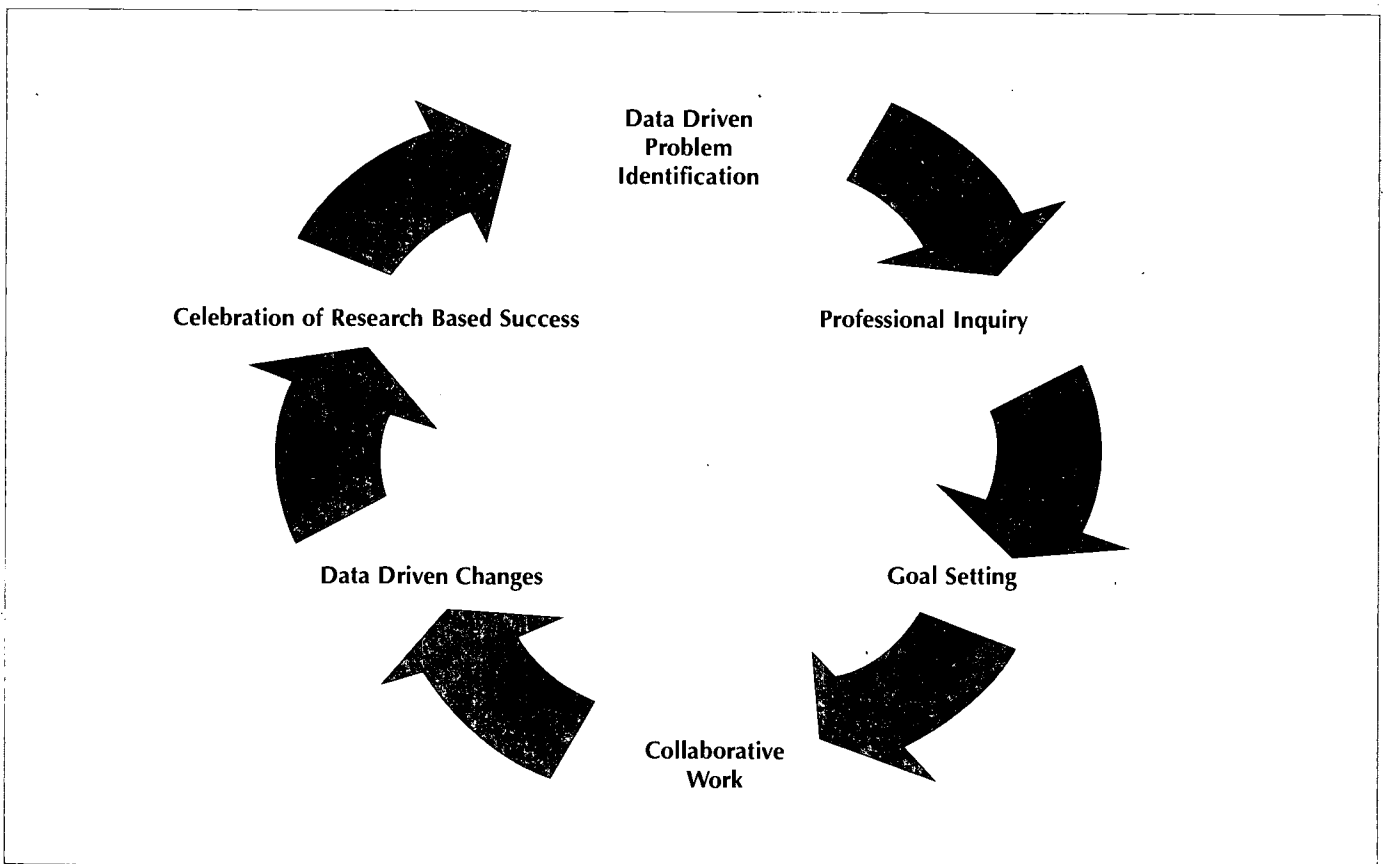 Data Driven
Problem
Identification
Celebration of Research Based Success
Professional Inquiry
Data Driven Changes
Goal Setting
Collaborative
Work